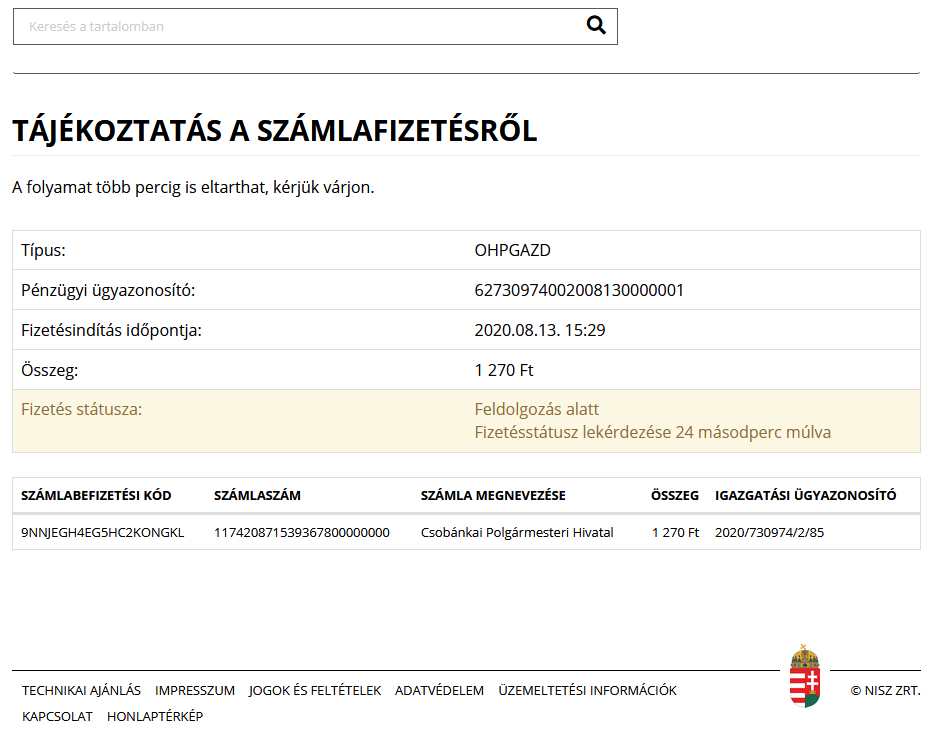 Keresés a tartalomban
TÁJÉKOZTATÁS A SZÁMLAFIZETÉSRŐL
A folyamat több percig is eltarthat, kérjük várjon.
Típus: OHPGAZD
Pénzügyi ügyazonosító: 62730974002008130000001
Fizetésindítás időpontja: 2020.08.13. 15:29
Összeg: 1 270 Ft
Fizetés státusza: Feldolgozás alatt
Fizetésstátusz lekérdezése 24 másodperc múlva
SZÁMLABEFIZETÉSI KÓD SZÁMLASZÁM SZÁMLA MEGNEVEZÉSE ÖSSZEG IGAZGATÁSI ÜGYAZONOSÍTÓ
9NNJEGH4EG5HC2KONGKL 117420871539367800000000 Csobánkai Polgármesteri Hivatal 1 270 Ft 2020/730974/2/85
TECHNIKAI AJÁNLÁS IMPRESSZUM JOGOK ÉS FELTÉTELEK ADATVÉDELEM ÜZEMELTETÉSI INFORMÁCIÓK © NISZ ZRT.
KAPCSOLAT HONLAPTÉRKÉP